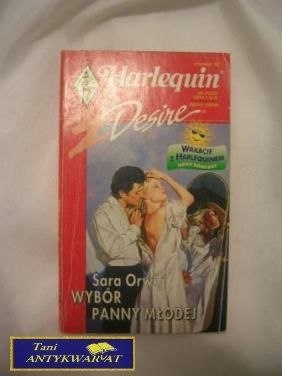 Harlequin
Desire
WAKACJE
Z HARLEQUINEM
Sara Orwig
WYBÓR
PANNY MŁODEJ
Tani
ANTYKWARIAT